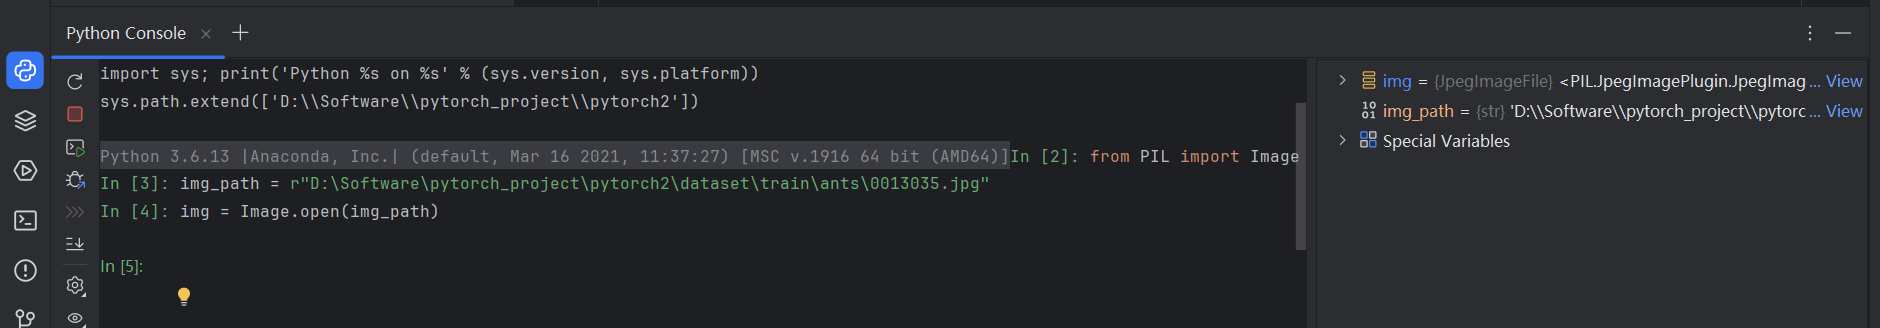 Python Console
import sys; print('Python %s on %s' % (sys.version, sys.platform))
sys.path.extend(['D:\\Software\\pytorch_project\\pytorch2'])
Python 3.6.13 |Anaconda, Inc.| (default, Mar 16 2021, 11:37:27) [MSC v.1916 64 bit (AMD64)]In [2]: from PIL import Image
In [3]: img_path = r"D:\Software\pytorch_project\pytorch2\dataset\train\ants\0013035.jpg"
In [4]: img = Image.open(img_path)
In [5]:
img = {JpegImageFile} <PIL.JpegImagePlugin.JpegImag... View
img_path = {str} 'D:\\Software\\pytorch_project\\pytorc... View
Special Variables